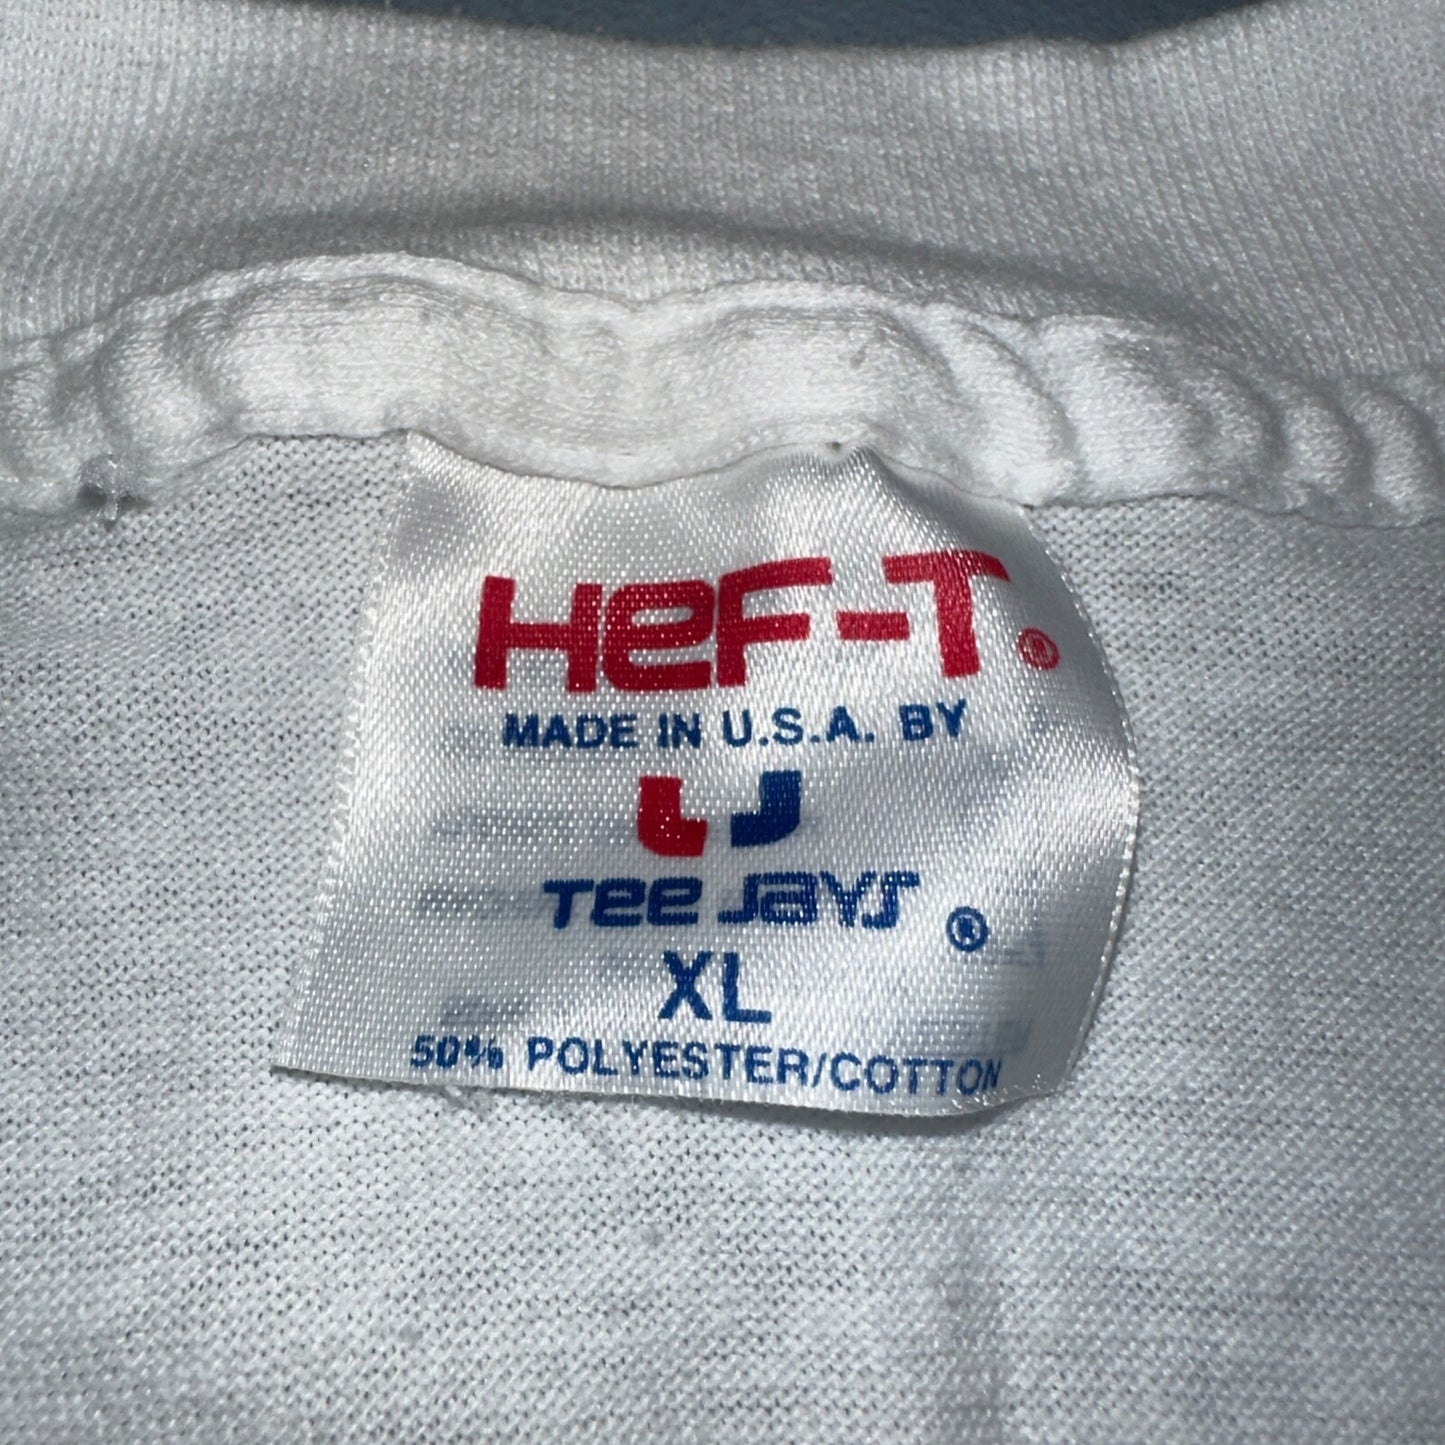 HeF-T®
MADE IN U.S.A. BY
TEE JAYS®
XL
50% POLYESTER/COTTON